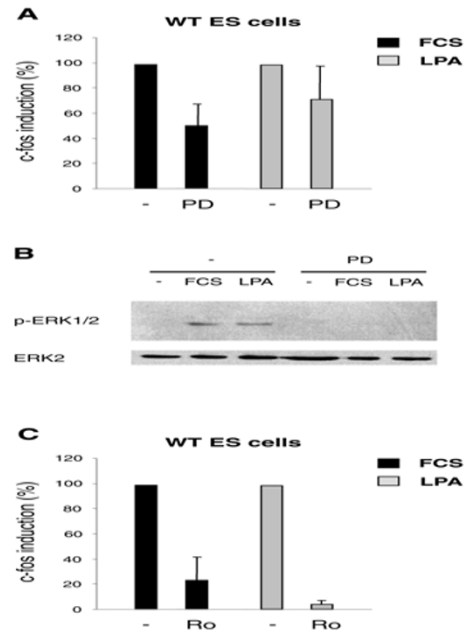 A
WT ES cells
FCS
LPA
c-fos induction (%)
120
100
80
60
40
20
0
- PD - PD
B
- PD
- FCS LPA - FCS LPA
p-ERK1/2
ERK2
C
WT ES cells
FCS
LPA
c-fos induction (%)
120
100
80
60
40
20
0
- Ro - Ro